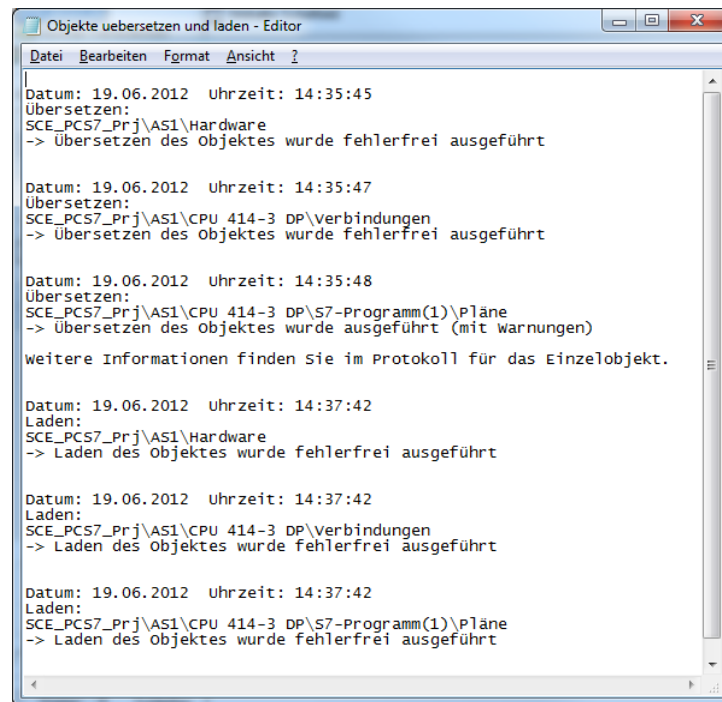 Objekte uebersetzen und laden - Editor
Datei Bearbeiten Format Ansicht ?
Datum: 19.06.2012  Uhrzeit: 14:35:45
Übersetzen:
SCE_PCS7_Prj\AS1\Hardware
-> Übersetzen des Objektes wurde fehlerfrei ausgeführt
Datum: 19.06.2012  Uhrzeit: 14:35:47
Übersetzen:
SCE_PCS7_Prj\AS1\CPU 414-3 DP\Verbindungen
-> Übersetzen des Objektes wurde fehlerfrei ausgeführt
Datum: 19.06.2012  Uhrzeit: 14:35:48
Übersetzen:
SCE_PCS7_Prj\AS1\CPU 414-3 DP\S7-Programm(1)\Pläne
-> Übersetzen des Objektes wurde ausgeführt (mit Warnungen)
Weitere Informationen finden Sie im Protokoll für das Einzelobjekt.
Datum: 19.06.2012  Uhrzeit: 14:37:42
Laden:
SCE_PCS7_Prj\AS1\Hardware
-> Laden des Objektes wurde fehlerfrei ausgeführt
Datum: 19.06.2012  Uhrzeit: 14:37:42
Laden:
SCE_PCS7_Prj\AS1\CPU 414-3 DP\Verbindungen
-> Laden des Objektes wurde fehlerfrei ausgeführt
Datum: 19.06.2012  Uhrzeit: 14:37:42
Laden:
SCE_PCS7_Prj\AS1\CPU 414-3 DP\S7-Programm(1)\Pläne
-> Laden des Objektes wurde fehlerfrei ausgeführt